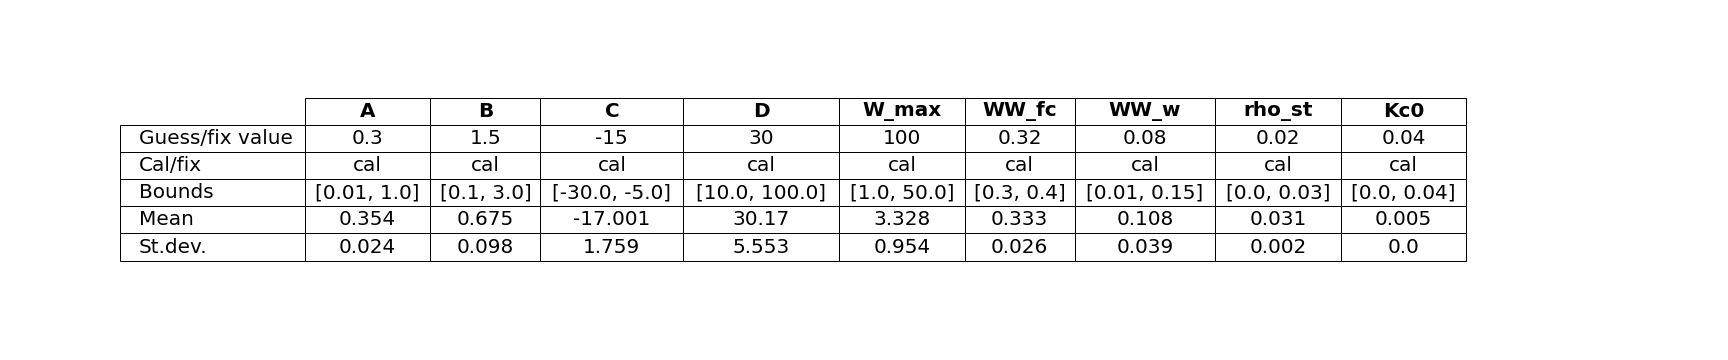 A B C D W_max WW_fc WW_w rho_st Kc0
Guess/fix value 0.3 1.5 -15 30 100 0.32 0.08 0.02 0.04
Cal/fix cal cal cal cal cal cal cal cal cal
Bounds [0.01, 1.0] [0.1, 3.0] [-30.0, -5.0] [10.0, 100.0] [1.0, 50.0] [0.3, 0.4] [0.01, 0.15] [0.0, 0.03] [0.0, 0.04]
Mean 0.354 0.675 -17.001 30.17 3.328 0.333 0.108 0.031 0.005
St.dev. 0.024 0.098 1.759 5.553 0.954 0.026 0.039 0.002 0.0